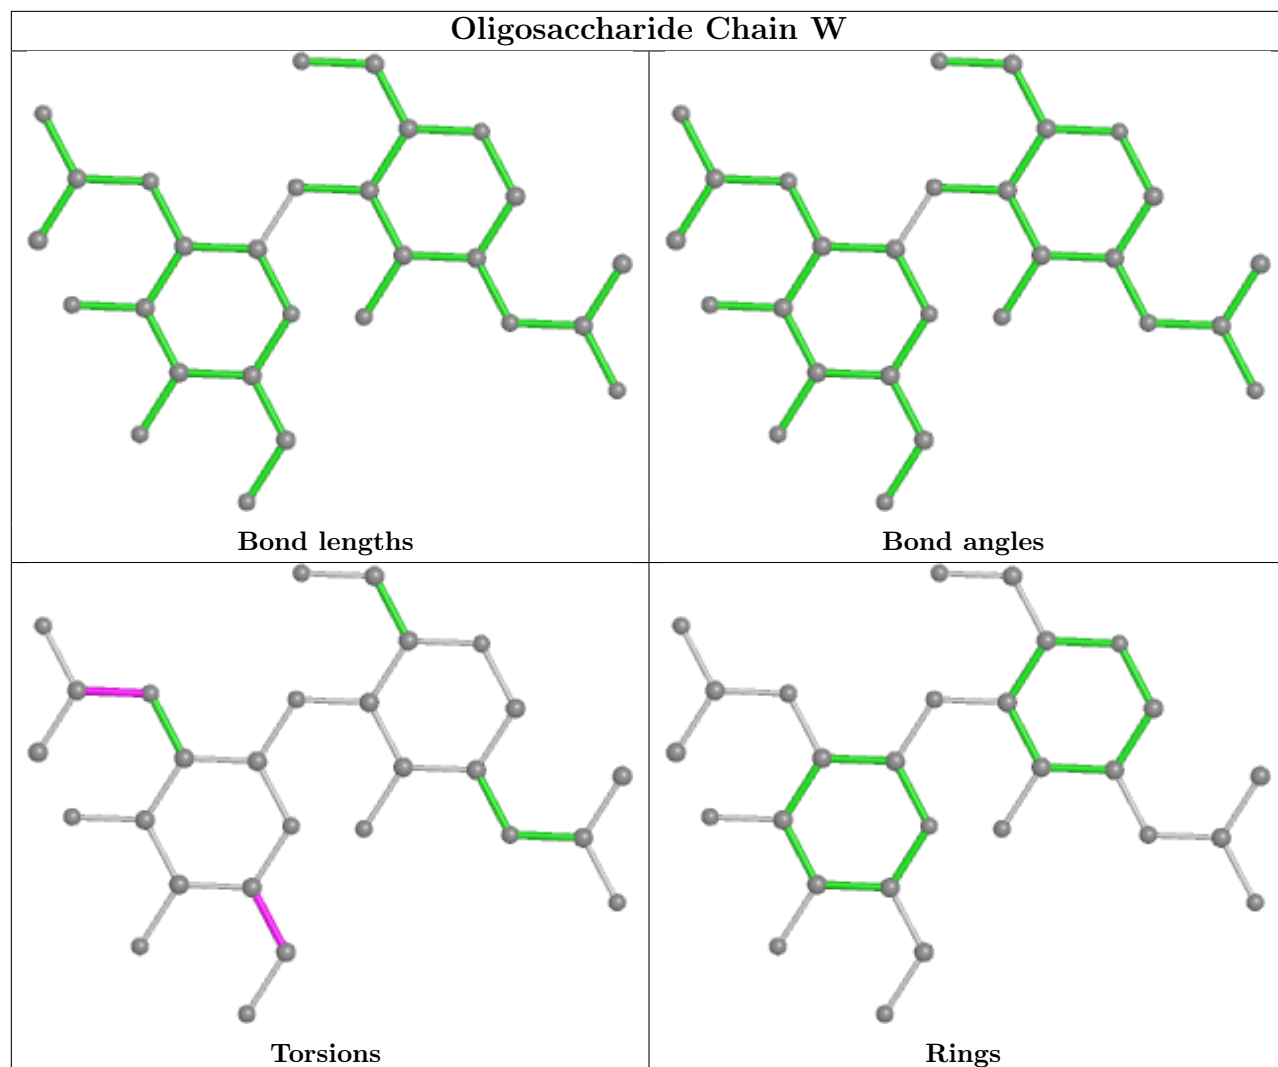 Oligosaccharide Chain W
Bond lengths
Bond angles
Torsions
Rings